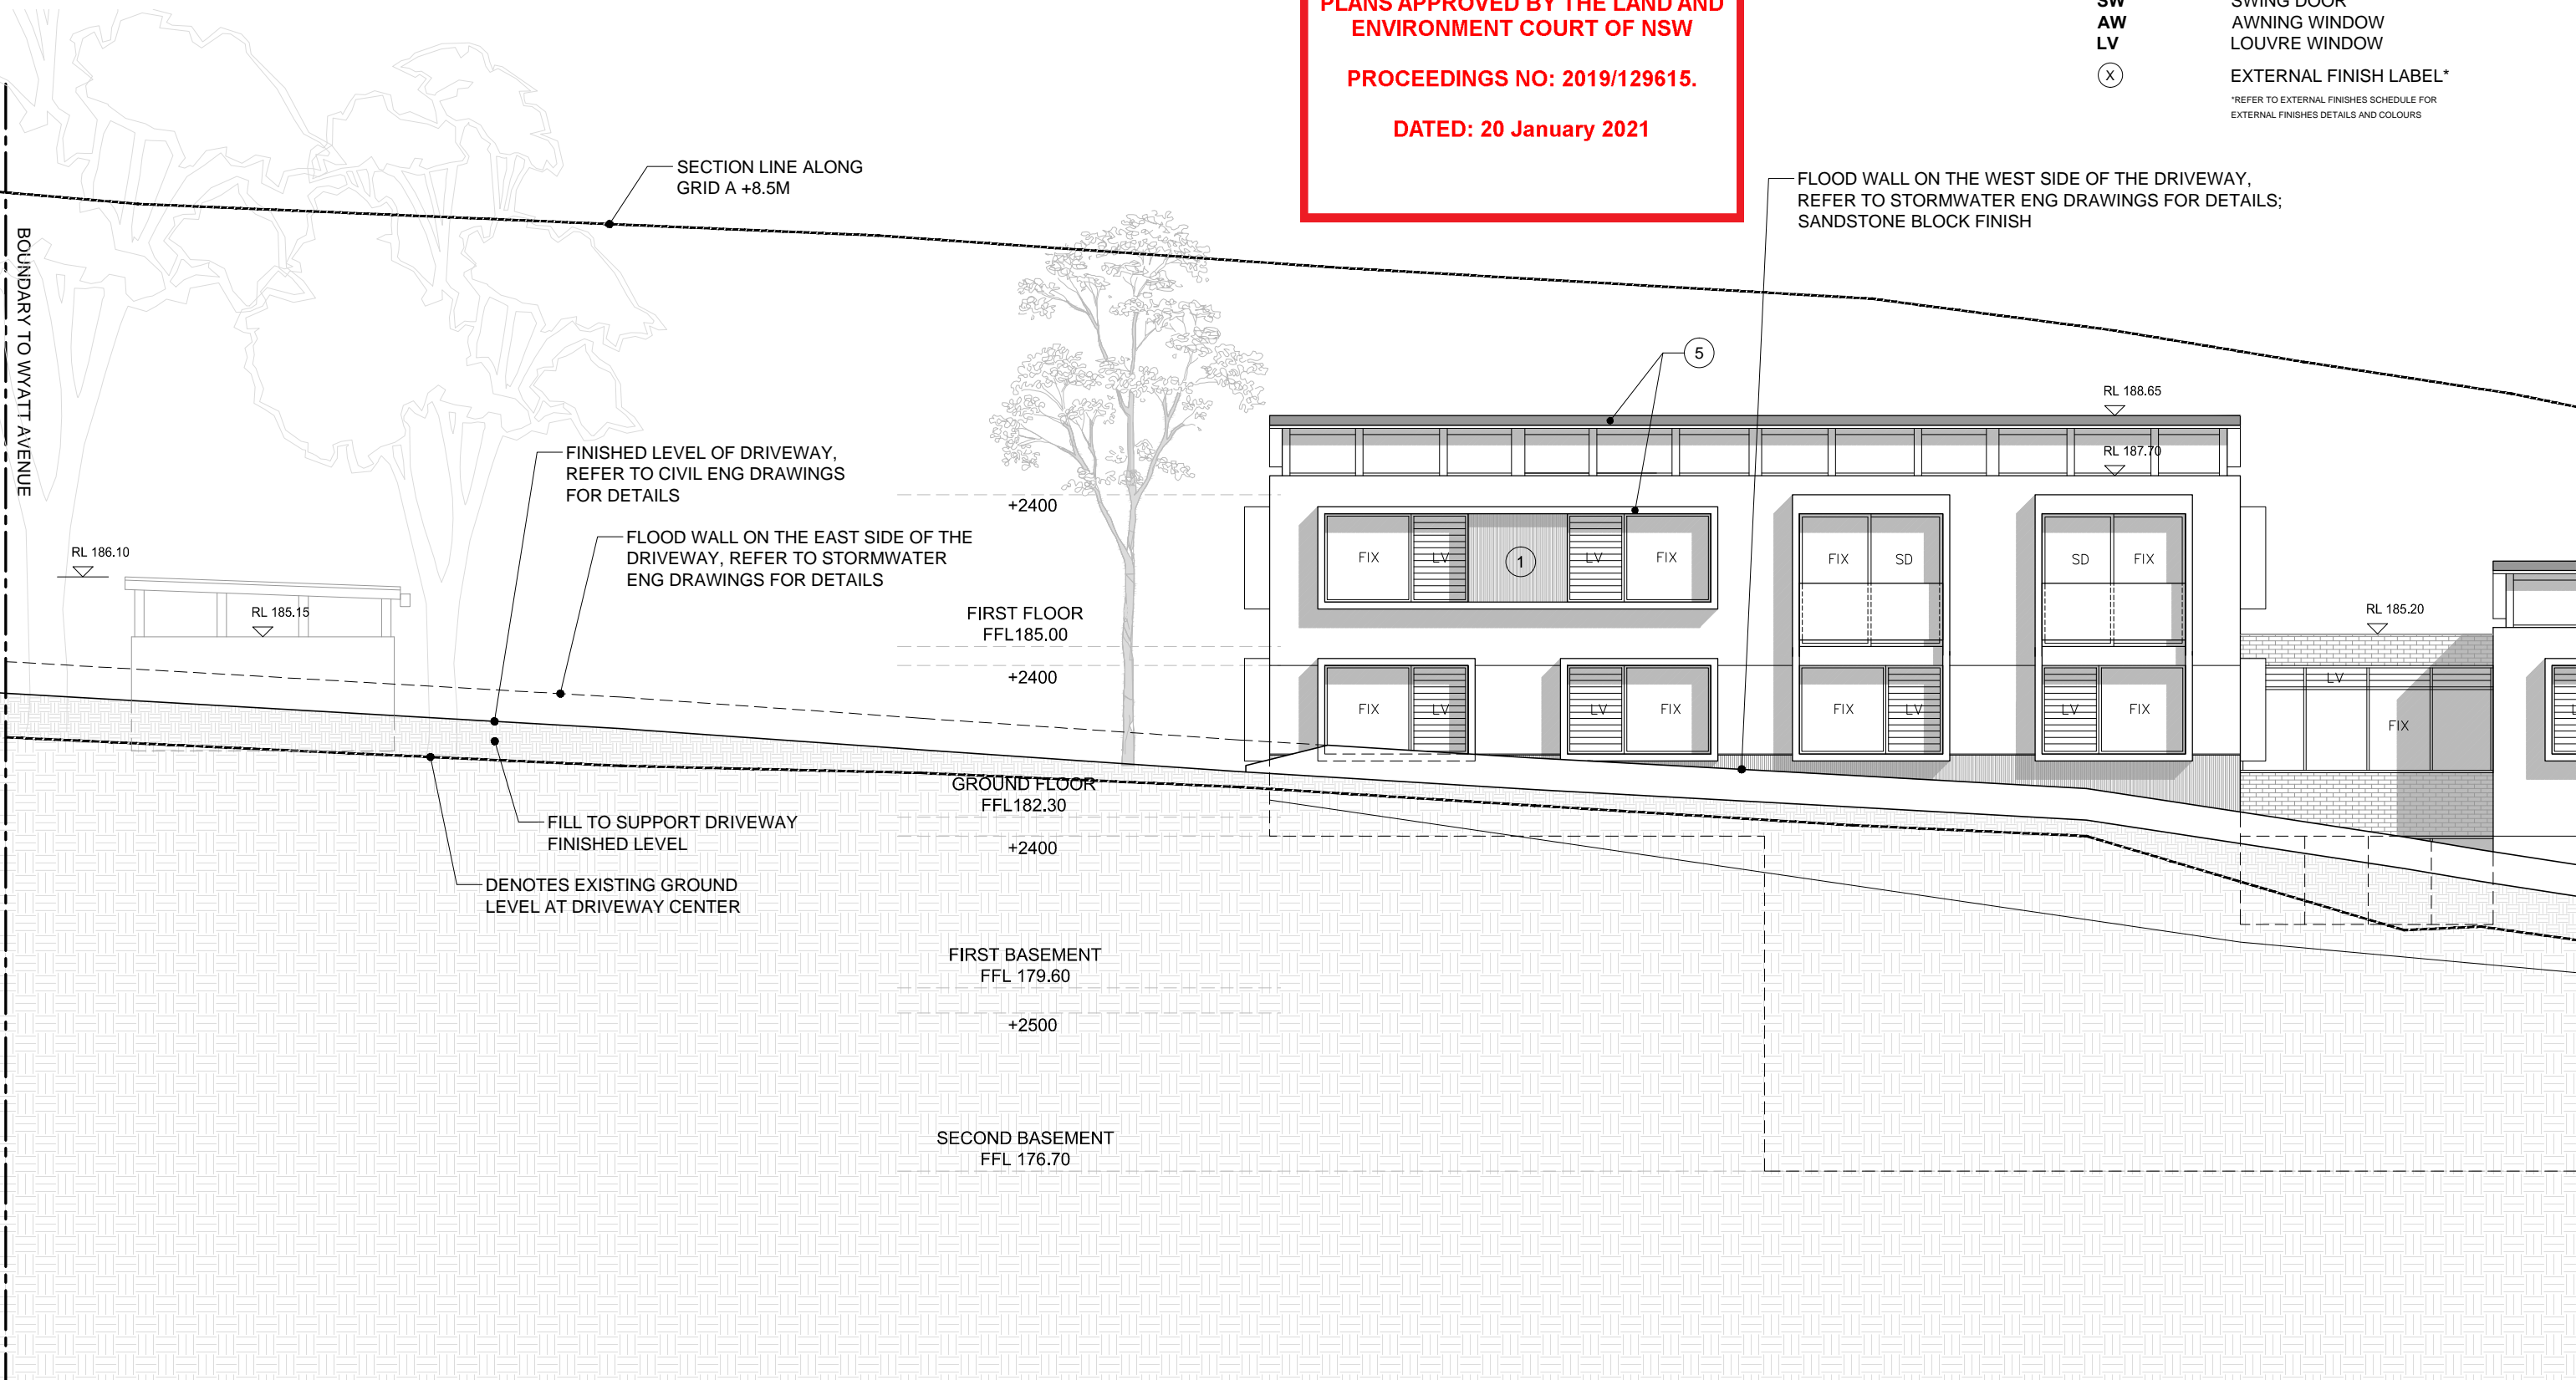 PLANS APPROVED BY THE LAND AND
ENVIRONMENT COURT OF NSW
PROCEEDINGS NO: 2019/129615.
DATED: 20 January 2021
SW SWING DOOR
AW AWNING WINDOW
LV LOUVRE WINDOW
X EXTERNAL FINISH LABEL*
*REFER TO EXTERNAL FINISHES SCHEDULE FOR
EXTERNAL FINISHES DETAILS AND COLOURS
SECTION LINE ALONG
GRID A +8.5M
FLOOD WALL ON THE WEST SIDE OF THE DRIVEWAY,
REFER TO STORMWATER ENG DRAWINGS FOR DETAILS;
SANDSTONE BLOCK FINISH
BOUNDARY TO WYATT AVENUE
5
RL 188.65
RL 187.70
FINISHED LEVEL OF DRIVEWAY,
REFER TO CIVIL ENG DRAWINGS
FOR DETAILS
+2400
FLOOD WALL ON THE EAST SIDE OF THE
DRIVEWAY, REFER TO STORMWATER
ENG DRAWINGS FOR DETAILS
RL 186.10
RL 185.15
FIX LV 1 LV FIX FIX SD SD FIX
FIRST FLOOR
FFL185.00
RL 185.20
+2400
LV
FIX LV LV FIX FIX LV LV FIX
FIX
GROUND FLOOR
FFL182.30
FILL TO SUPPORT DRIVEWAY
FINISHED LEVEL
+2400
DENOTES EXISTING GROUND
LEVEL AT DRIVEWAY CENTER
FIRST BASEMENT
FFL 179.60
+2500
SECOND BASEMENT
FFL 176.70